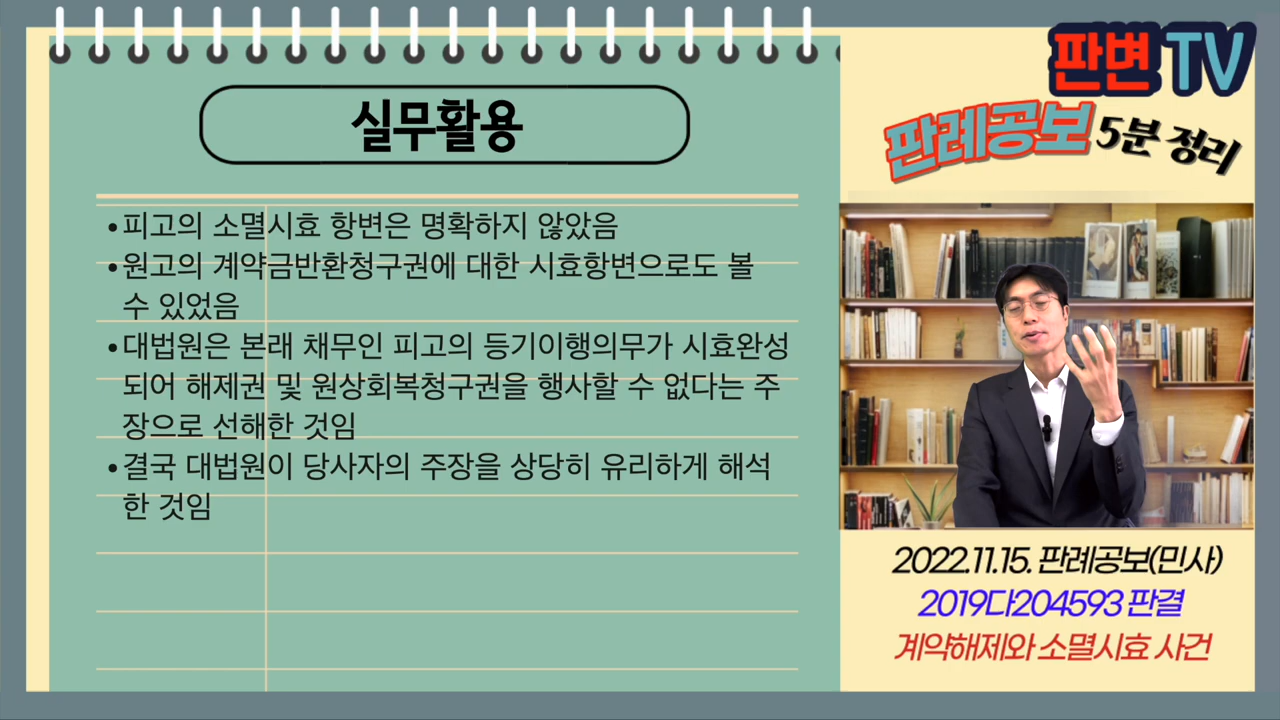 실무활용
•피고의 소멸시효 항변은 명확하지 않았음
•원고의 계약금반환청구권에 대한 시효항변으로도 볼
수 있었음
•대법원은 본래 채무인 피고의 등기이행의무가 시효완성
되어 해제권 및 원상회복청구권을 행사할 수 없다는 주
장으로 선해한 것임
•결국 대법원이 당사자의 주장을 상당히 유리하게 해석
한 것임
판변 TV
판례공보 5분 정리
2022.11.15. 판례공보(민사)
2019다204593 판결
계약해제와 소멸시효 사건